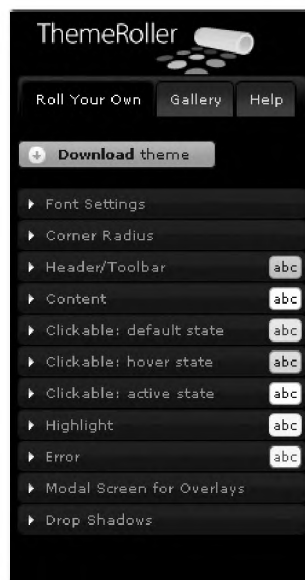 ThemeRoller
Roll Your Own Gallery Help
Download theme
Font Settings
Corner Radius
Header/Toolbar abc
Content abc
Clickable: default state abc
Clickable: hover state abc
Clickable: active state abc
Highlight abc
Error abc
Modal Screen for Overlays
Drop Shadows